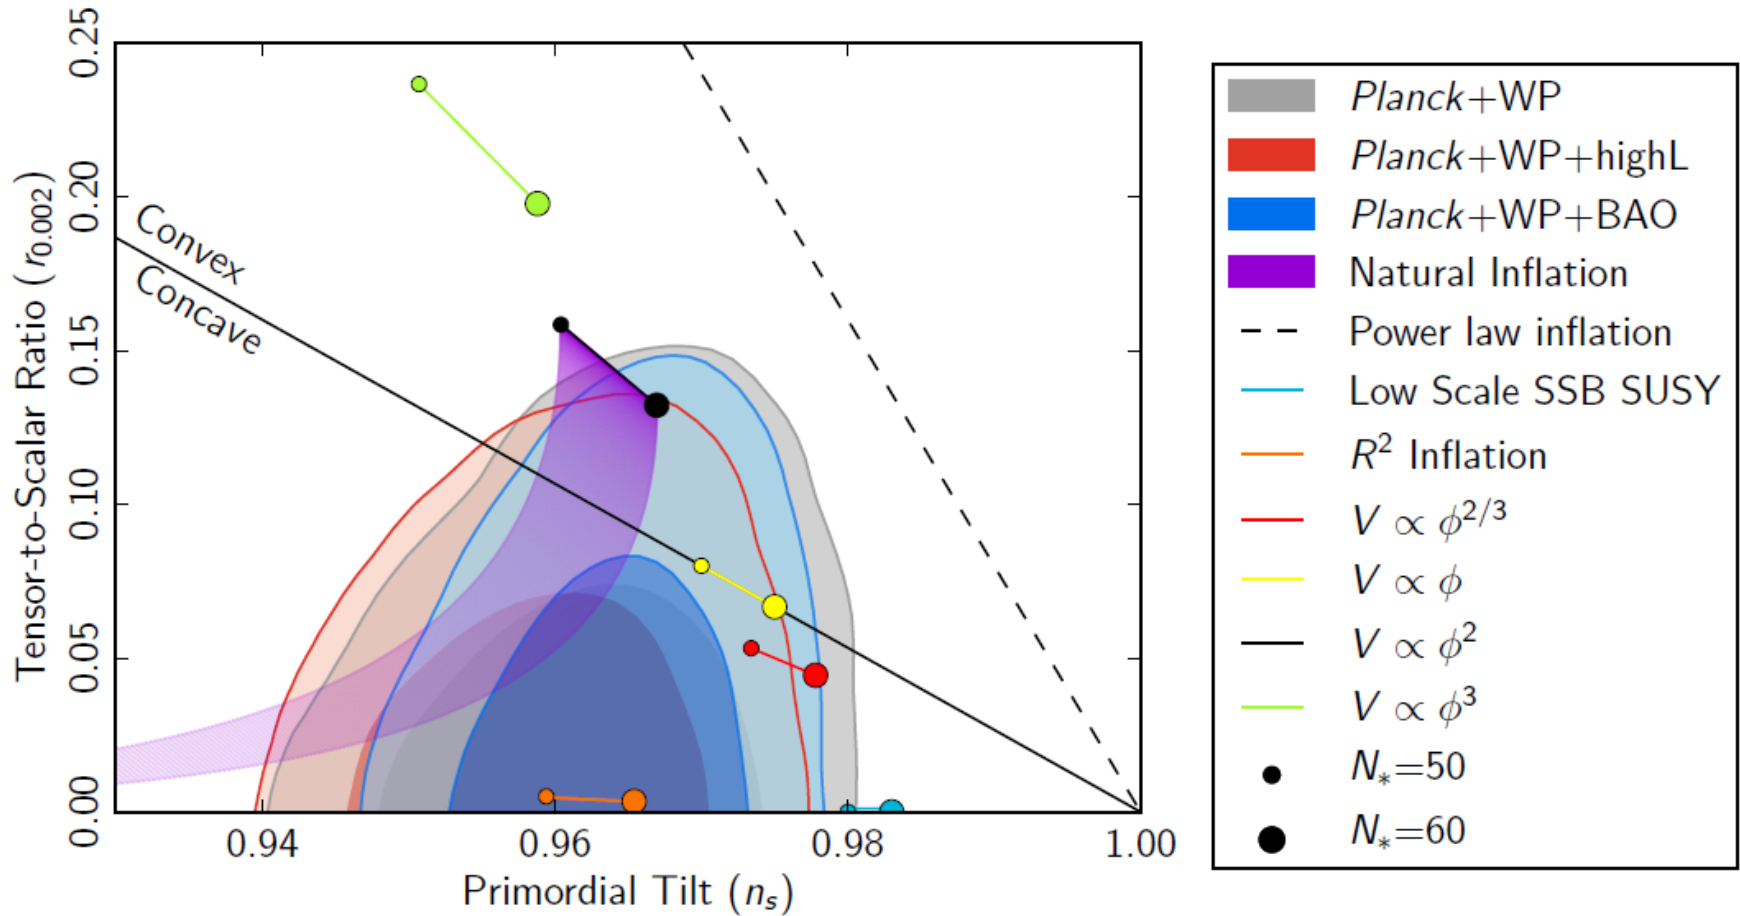 0.25
0.20
0.15
0.10
0.05
0.00
Tensor-to-Scalar Ratio (r₀.₀₀₂)
Convex
Concave
0.94 0.96 0.98 1.00
Primordial Tilt (nₛ)
Planck+WP
Planck+WP+highL
Planck+WP+BAO
Natural Inflation
Power law inflation
Low Scale SSB SUSY
R² Inflation
V ∝ ϕ²ᐟ³
V ∝ ϕ
V ∝ ϕ²
V ∝ ϕ³
N*=50
N*=60